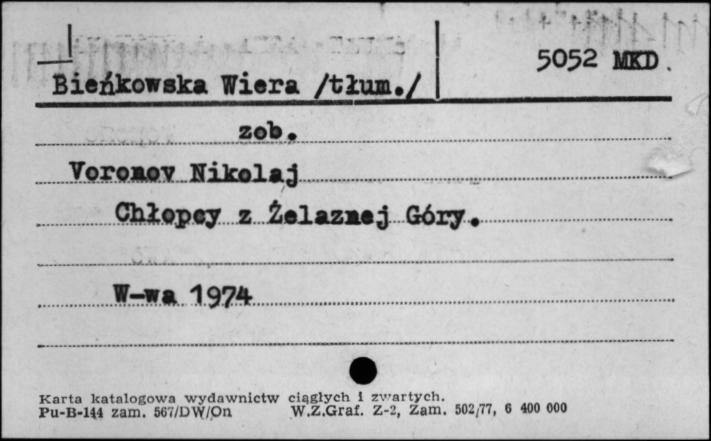 5052 MKD.
Bieńkowska Wiera /tłum./
zob.
Voronov Nikolaj
Chłopcy z Żelaznej Góry.
W-wa 1974
Karta katalogowa wydawnictw ciągłych i zwartych.
Pu-B-144 zam. 567/DW/On W.Z.Graf. Z-2, Zam. 502/77, 6 400 000